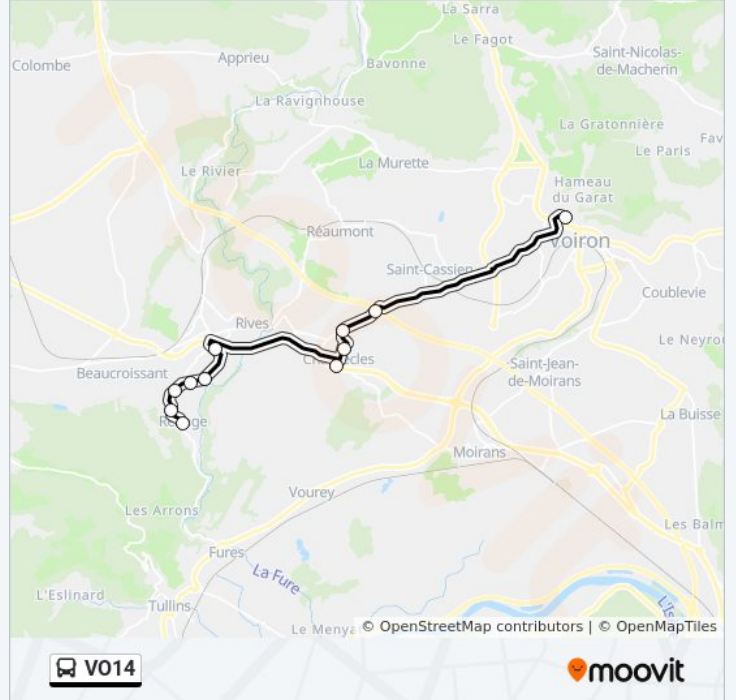 La Sarra
Le Fagot
Saint-Nicolas-
de-Macherin
Colombe
Apprieu
Bavonne
La Ravignhouse
La Gratonnière
Fav
Le Paris
La Murette
Le Rivier
Hameau
du Garat
Réaumont
Voiron
Saint-Cassien
Coublevie
Rives
Le Neyro
Beaucroissant
Saint-Jean-
de-Moirans
La Buisse
Moirans
Vourey
Les Arrons
Les Balm
Fures
La Fure
L'Eslinard
Tullins
L'Is
Le Menya
© OpenStreetMap contributors | © OpenMapTiles
VO14
moovit